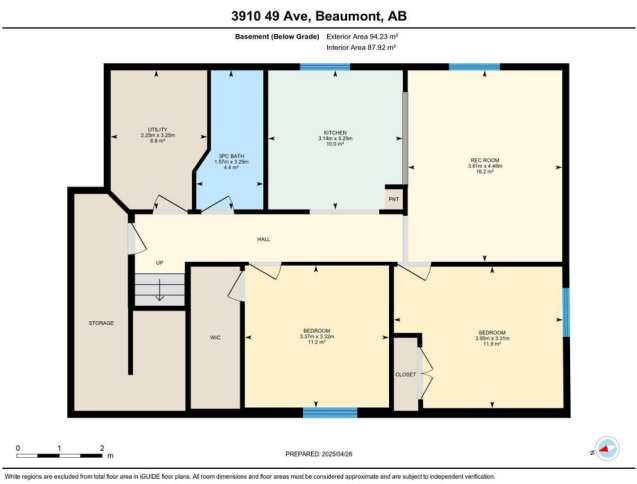 3910 49 Ave, Beaumont, AB
Basement (Below Grade) Exterior Area 94.23 m²
Interior Area 87.92 m²
UTILITY
2.25m x 3.25m
6.8 m²
3PC BATH
1.57m x 3.25m
4.4 m²
KITCHEN
3.14m x 3.25m
10.0 m²
REC ROOM
3.61m x 4.48m
16.2 m²
PNT
HALL
UP
STORAGE
WIC
BEDROOM
3.37m x 3.32m
11.2 m²
BEDROOM
3.95m x 3.31m
11.9 m²
CLOSET
0 1 2
m
PREPARED: 2025/04/26
N
White regions are excluded from total floor area in iGUIDE floor plans. All room dimensions and floor areas must be considered approximate and are subject to independent verification.